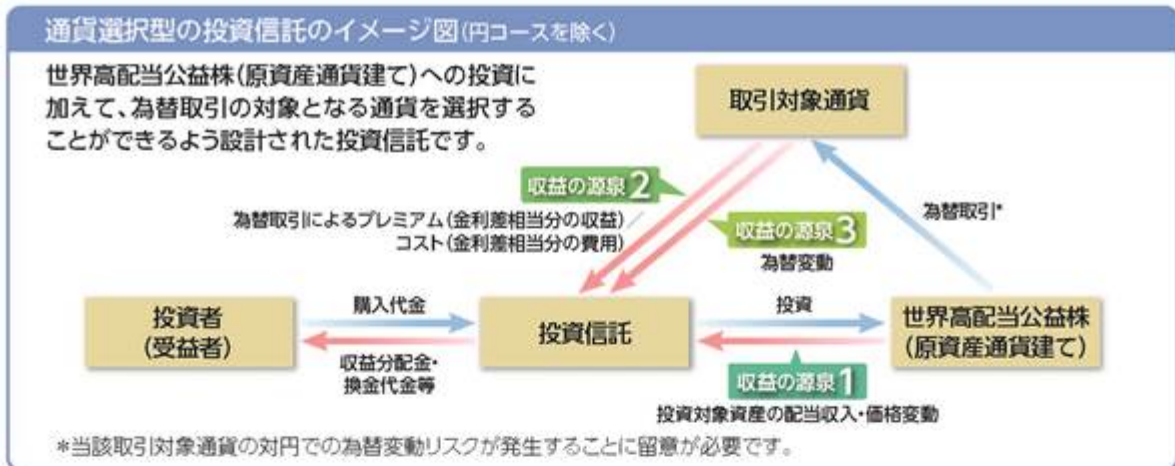 通貨選択型の投資信託のイメージ図(円コースを除く)
世界高配当公益株(原資産通貨建て)への投資に
加えて、為替取引の対象となる通貨を選択する
ことができるよう設計された投資信託です。
取引対象通貨
収益の源泉2
為替取引によるプレミアム(金利差相当分の収益)/
コスト(金利差相当分の費用)
収益の源泉3
為替変動
為替取引*
投資者
(受益者)
購入代金
収益分配金・
換金代金等
投資信託
投資
収益の源泉1
投資対象資産の配当収入・価格変動
世界高配当公益株
(原資産通貨建て)
*当該取引対象通貨の対円での為替変動リスクが発生することに留意が必要です。